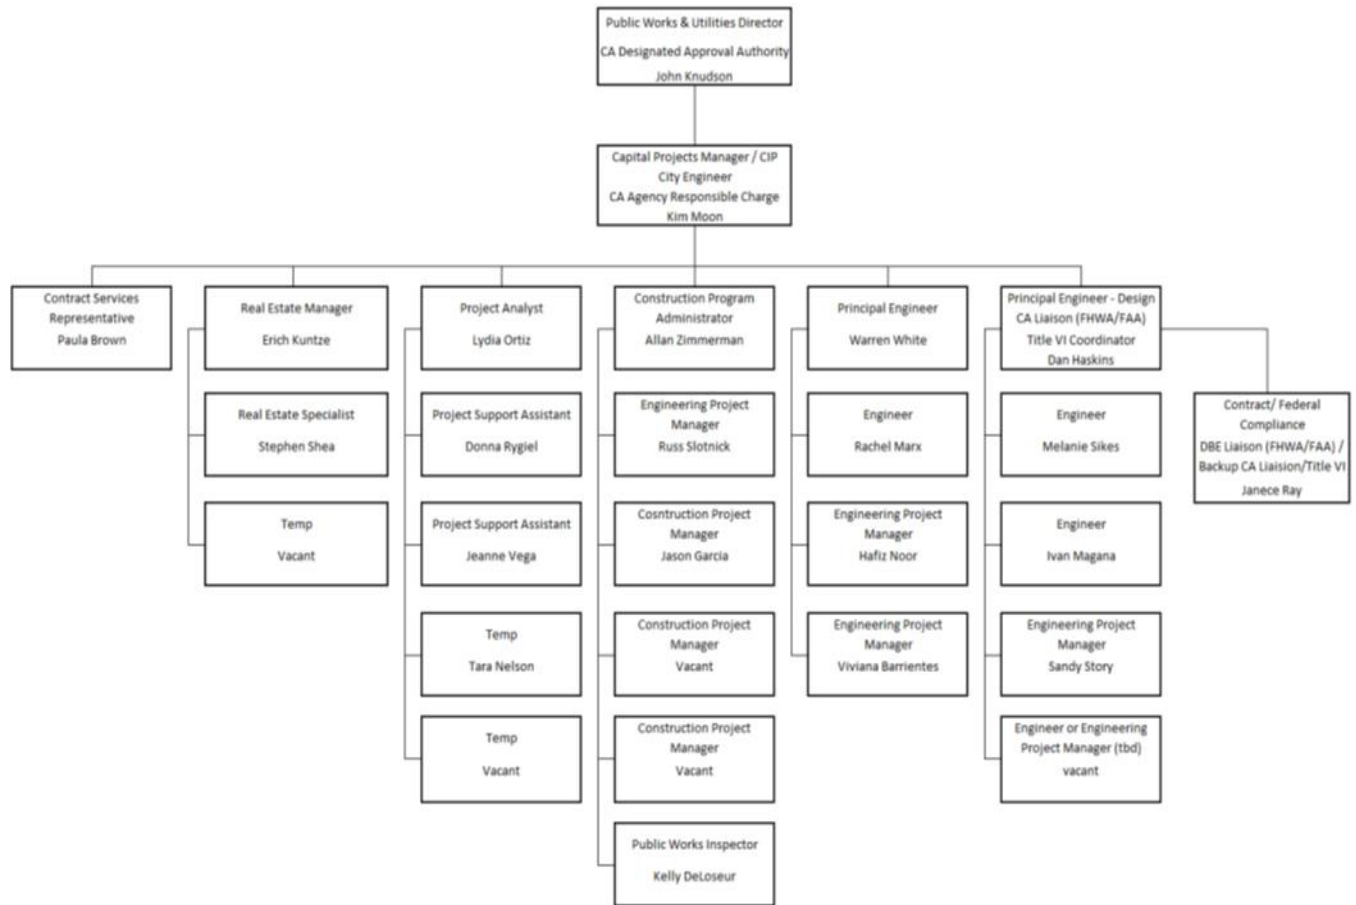 Public Works & Utilities Director
CA Designated Approval Authority
John Knudson
Capital Projects Manager / CIP
City Engineer
CA Agency Responsible Charge
Kim Moon
Contract Services
Representative
Paula Brown
Real Estate Manager
Erich Kuntze
Project Analyst
Lydia Ortiz
Construction Program
Administrator
Allan Zimmerman
Principal Engineer
Warren White
Principal Engineer - Design
CA Liaison (FHWA/FAA)
Title VI Coordinator
Dan Haskins
Real Estate Specialist
Stephen Shea
Project Support Assistant
Donna Rygiel
Engineering Project
Manager
Russ Slotnick
Engineer
Rachel Marx
Engineer
Melanie Sikes
Contract/ Federal
Compliance
DBE Liaison (FHWA/FAA) /
Backup CA Liaision/Title VI
Janece Ray
Temp
Vacant
Project Support Assistant
Jeanne Vega
Cosntruction Project
Manager
Jason Garcia
Engineering Project
Manager
Hafiz Noor
Engineer
Ivan Magana
Temp
Tara Nelson
Construction Project
Manager
Vacant
Engineering Project
Manager
Viviana Barrientes
Engineering Project
Manager
Sandy Story
Temp
Vacant
Construction Project
Manager
Vacant
Engineer or Engineering
Project Manager (tbd)
vacant
Public Works Inspector
Kelly DeLoseur